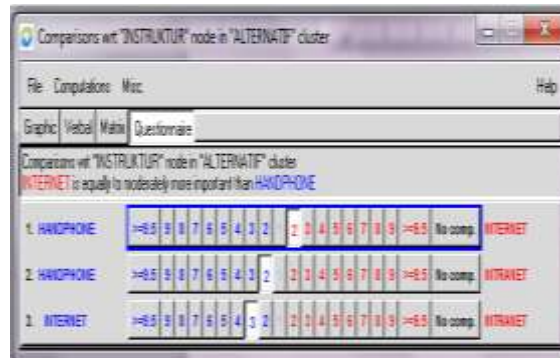 Comparisons wrt "INSTRUKTUR" node in "ALTERNATIF" cluster
File Computations Misc. Help
Graphic Verbal Matrix Questionnaire
Comparisons wrt "INSTRUKTUR" node in "ALTERNATIF" cluster
INTERNET is equally to moderately more important than HANDPHONE
1. HANDPHONE >=9.5 9 8 7 6 5 4 3 2 2 3 4 5 6 7 8 9 >=9.5 No comp. INTERNET
2. HANDPHONE >=9.5 9 8 7 6 5 4 3 2 2 3 4 5 6 7 8 9 >=9.5 No comp. INTRANET
3. INTERNET >=9.5 9 8 7 6 5 4 3 2 2 3 4 5 6 7 8 9 >=9.5 No comp. INTRANET